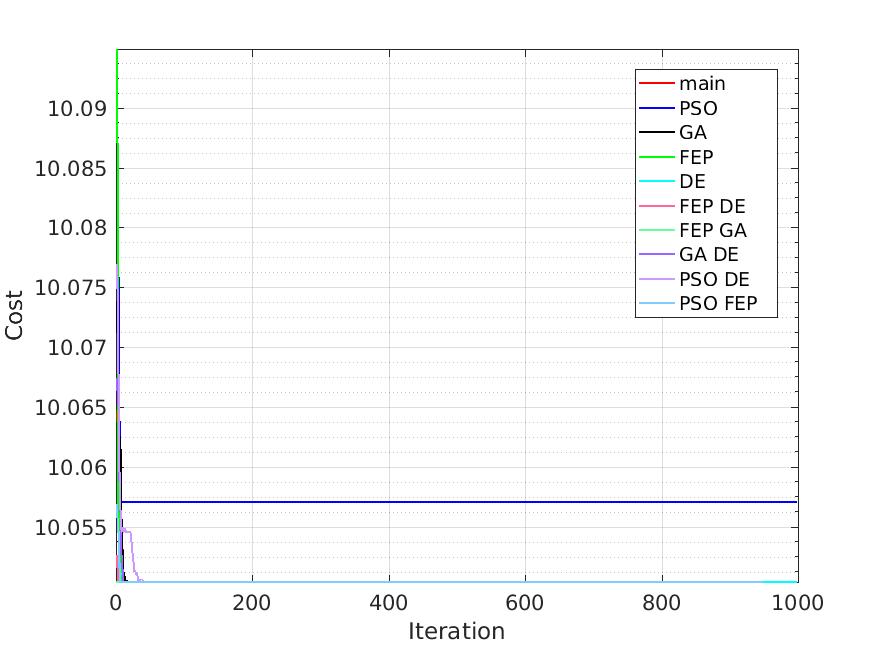 10.09
10.085
10.08
10.075
10.07
10.065
10.06
10.055
Cost
main
PSO
GA
FEP
DE
FEP DE
FEP GA
GA DE
PSO DE
PSO FEP
0 200 400 600 800 1000
Iteration